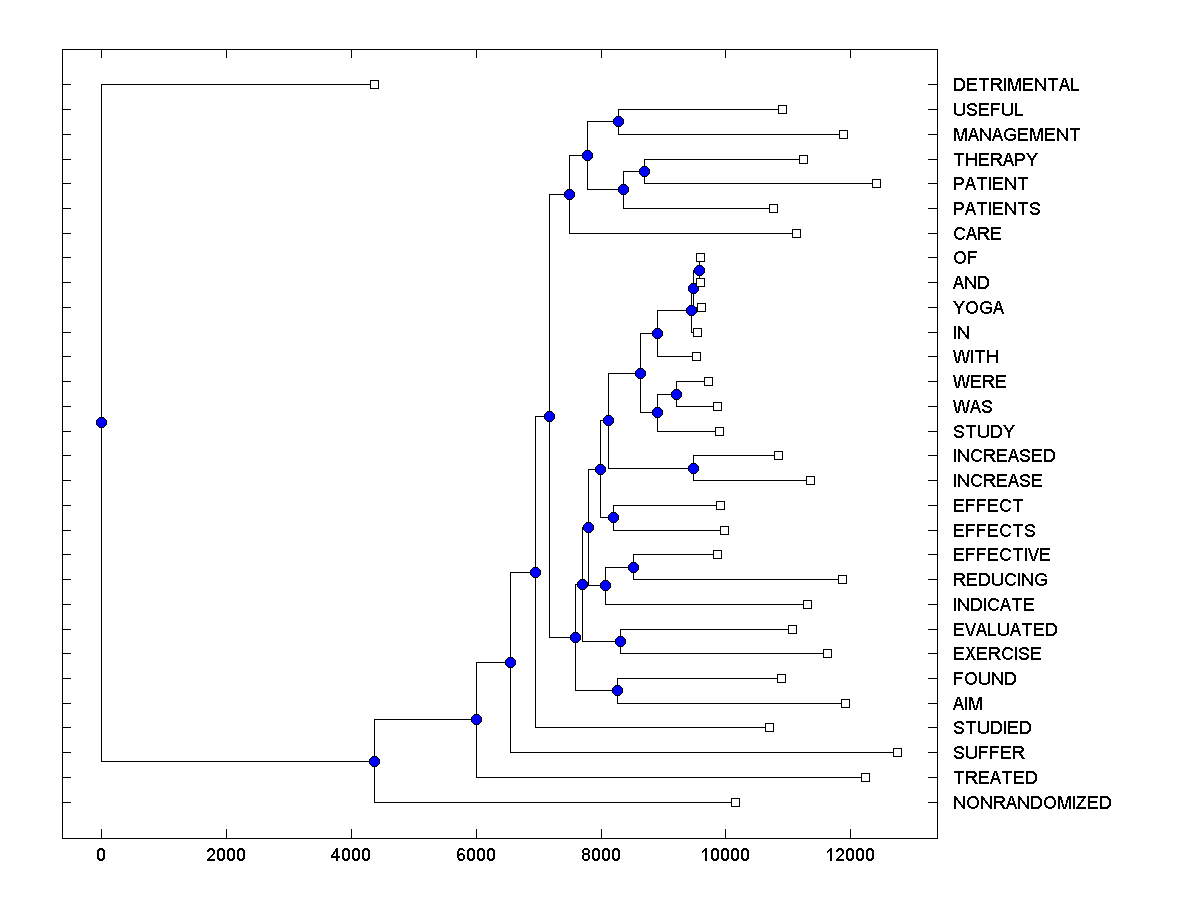 DETRIMENTAL
USEFUL
MANAGEMENT
THERAPY
PATIENT
PATIENTS
CARE
OF
AND
YOGA
IN
WITH
WERE
WAS
STUDY
INCREASED
INCREASE
EFFECT
EFFECTS
EFFECTIVE
REDUCING
INDICATE
EVALUATED
EXERCISE
FOUND
AIM
STUDIED
SUFFER
TREATED
NONRANDOMIZED
0 2000 4000 6000 8000 10000 12000